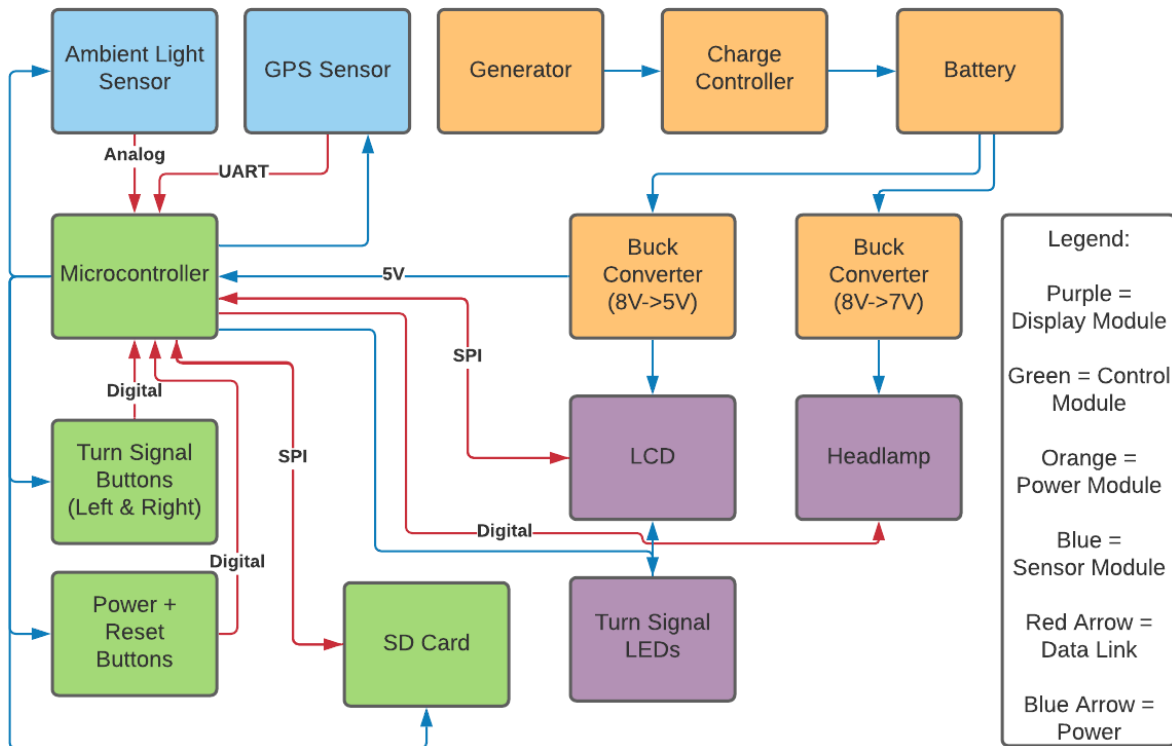 Ambient Light
Sensor
GPS Sensor
Generator
Charge
Controller
Battery
Analog
UART
Microcontroller
5V
Buck
Converter
(8V->5V)
Buck
Converter
(8V->7V)
Legend:
Purple =
Display Module
Green = Control
Module
Orange =
Power Module
Blue =
Sensor Module
Red Arrow =
Data Link
Blue Arrow =
Power
SPI
Digital
Turn Signal
Buttons
(Left & Right)
SPI
LCD
Headlamp
Digital
Digital
Power +
Reset
Buttons
SD Card
Turn Signal
LEDs